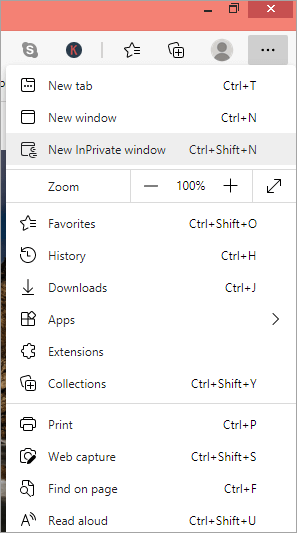 S K
New tab Ctrl+T
New window Ctrl+N
New InPrivate window Ctrl+Shift+N
Zoom 100%
Favorites Ctrl+Shift+O
History Ctrl+H
Downloads Ctrl+J
Apps
Extensions
Collections Ctrl+Shift+Y
Print Ctrl+P
Web capture Ctrl+Shift+S
Find on page Ctrl+F
Read aloud Ctrl+Shift+U